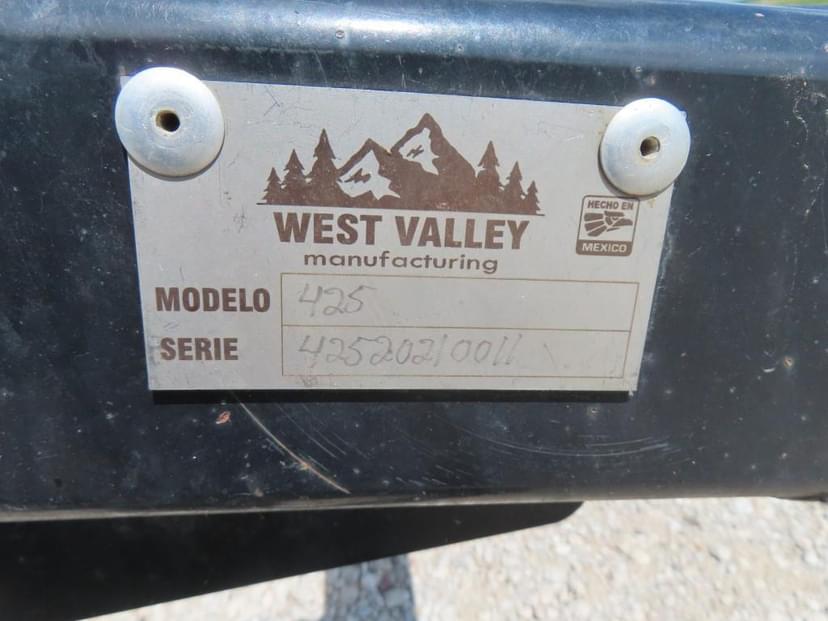 WEST VALLEY
manufacturing
HECHO EN
MEXICO
MODELO 425
SERIE 42520210011